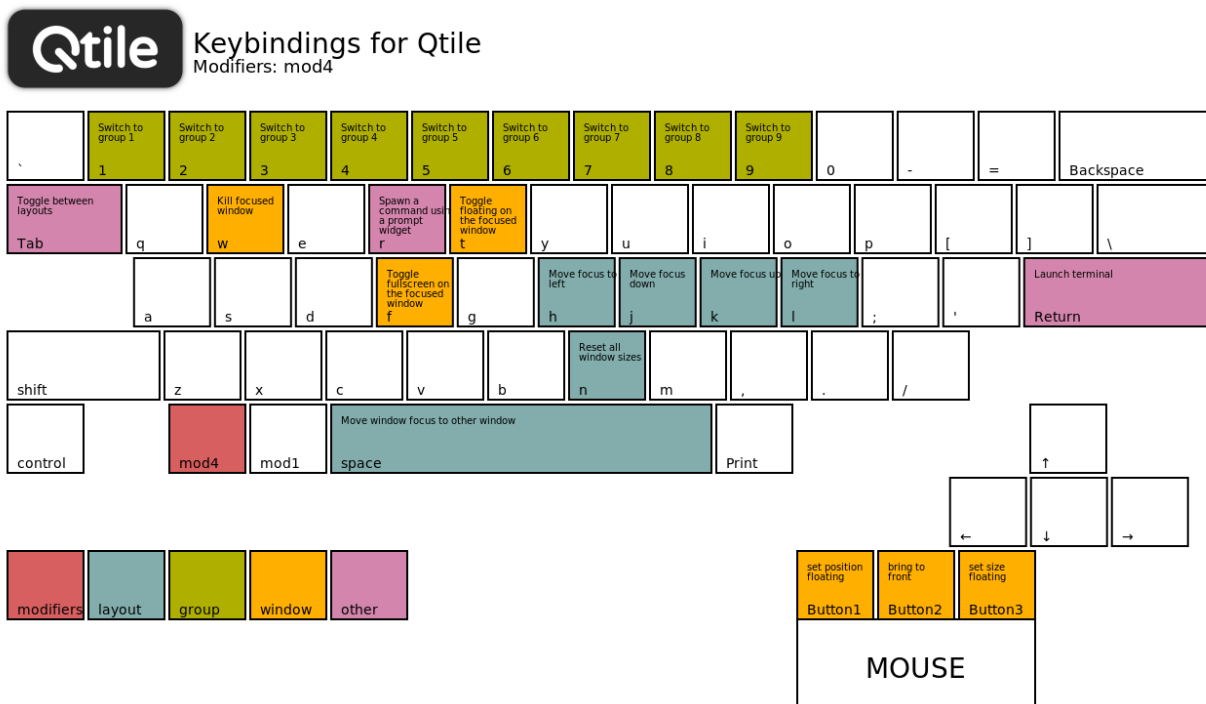 Qtile
Keybindings for Qtile
Modifiers: mod4
`
Switch to
group 1
1
Switch to
group 2
2
Switch to
group 3
3
Switch to
group 4
4
Switch to
group 5
5
Switch to
group 6
6
Switch to
group 7
7
Switch to
group 8
8
Switch to
group 9
9
0
-
=
Backspace
Toggle between
layouts
Tab
q
Kill focused
window
w
e
Spawn a
command usin
a prompt
widget
r
Toggle
floating on
the focused
window
t
y
u
i
o
p
[
]
\
a
s
d
Toggle
fullscreen on
the focused
window
f
g
Move focus to
left
h
Move focus
down
j
Move focus up
k
Move focus to
right
l
;
'
Launch terminal
Return
shift
z
x
c
v
b
Reset all
window sizes
n
m
,
.
/
control
mod4
mod1
Move window focus to other window
space
Print
↑
←
↓
→
modifiers
layout
group
window
other
set position
floating
Button1
bring to
front
Button2
set size
floating
Button3
MOUSE